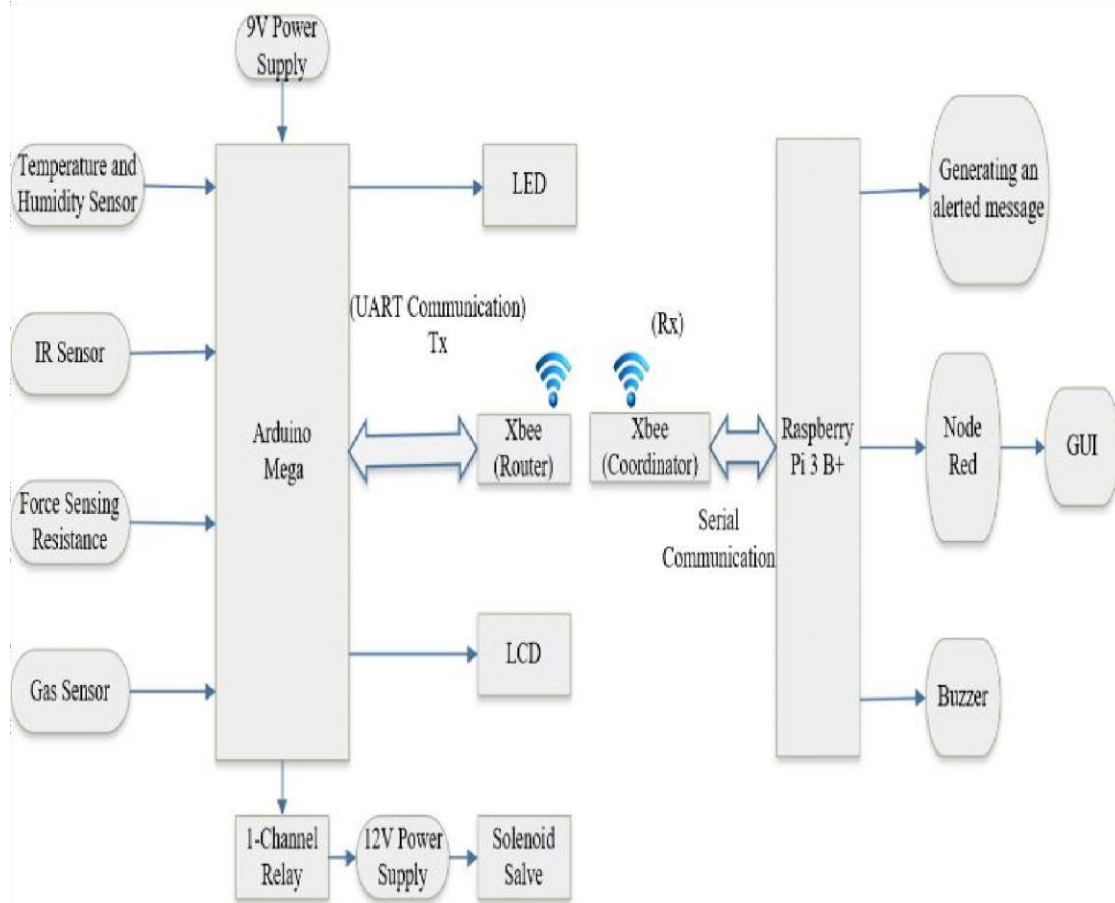 9V Power
Supply
Temperature and
Humidity Sensor
IR Sensor
Force Sensing
Resistance
Gas Sensor
Arduino
Mega
LED
(UART Communication)
Tx
(Rx)
Xbee
(Router)
Xbee
(Coordinator)
Serial
Communication
LCD
1-Channel
Relay
12V Power
Supply
Solenoid
Salve
Raspberry
Pi 3 B+
Generating an
alerted message
Node
Red
GUI
Buzzer